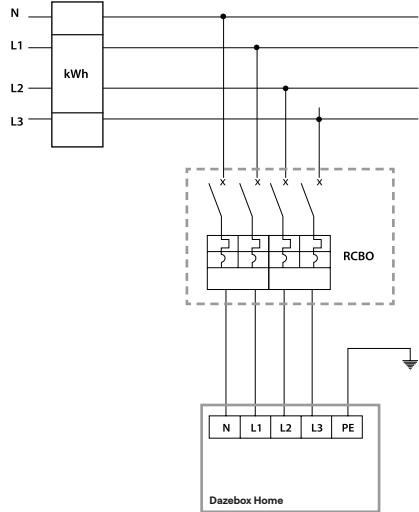 N
L1
kWh
L2
L3
x x x x
RCBO
N L1 L2 L3 PE
Dazebox Home